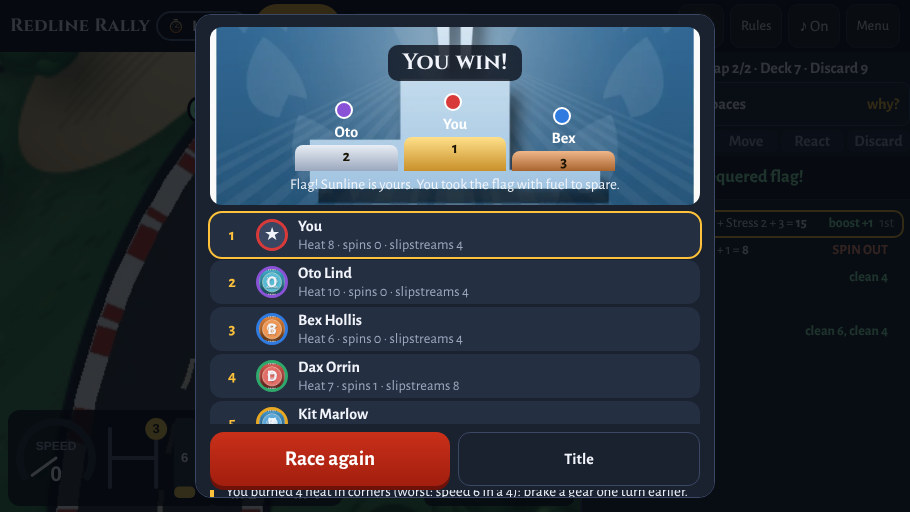 REDLINE RALLY
Rules
♪ On
Menu
YOU WIN!
ap 2/2 · Deck 7 · Discard 9
Oto
You
Bex
2
1
3
paces
why?
Move
React
Discard
Flag! Sunline is yours. You took the flag with fuel to spare.
quered flag!
1
You
Heat 8 · spins 0 · slipstreams 4
+ Stress 2 + 3 = 15
boost +1
1st
+ 1 = 8
SPIN OUT
2
O
Oto Lind
Heat 10 · spins 0 · slipstreams 4
clean 4
3
B
Bex Hollis
Heat 6 · spins 0 · slipstreams 4
clean 6, clean 4
4
D
Dax Orrin
Heat 7 · spins 1 · slipstreams 8
Kit Marlow
3
SPEED
0
6
Race again
Title
You burned 4 heat in corners (worst: speed 6 in a 4): brake a gear one turn earlier.